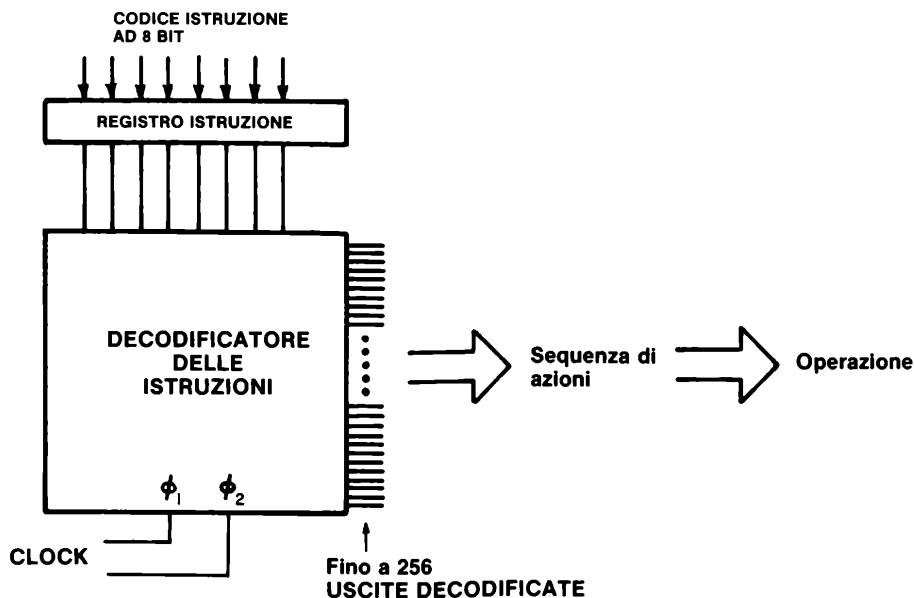 CODICE ISTRUZIONE
AD 8 BIT
REGISTRO ISTRUZIONE
DECODIFICATORE
DELLE
ISTRUZIONI
Sequenza di
azioni
Operazione
ϕ1 ϕ2
CLOCK
Fino a 256
USCITE DECODIFICATE